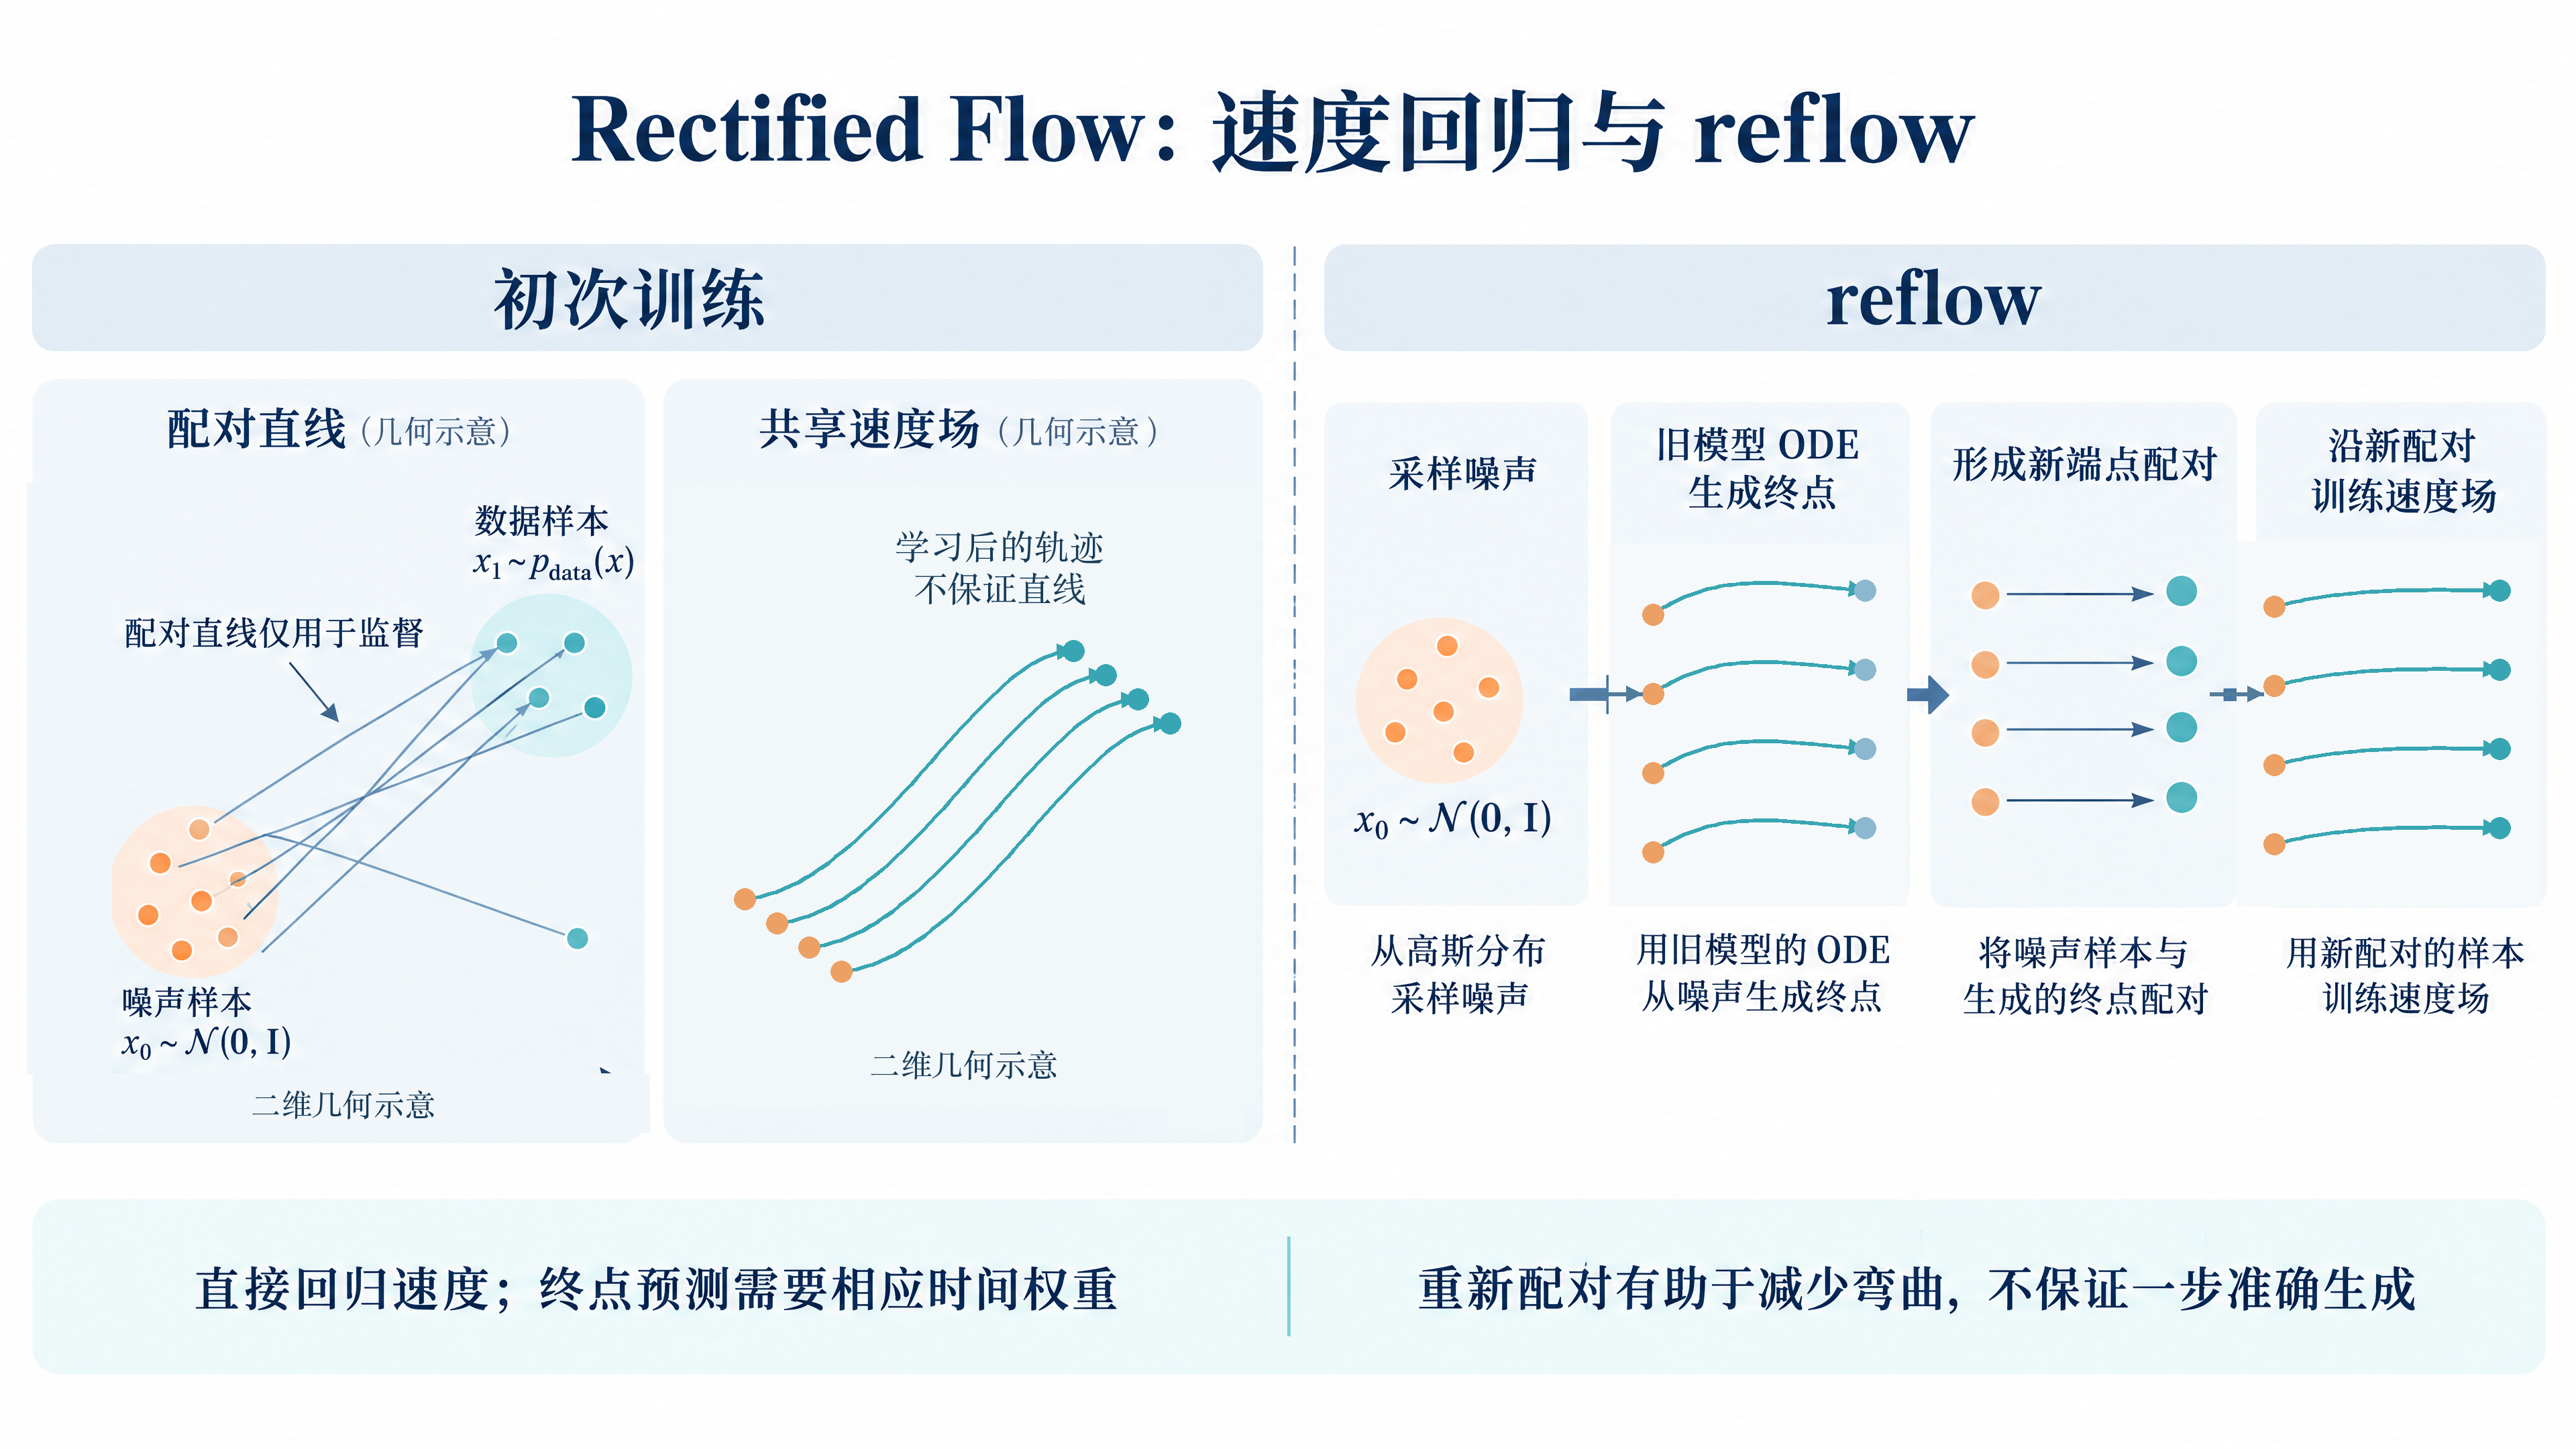 Rectified Flow: 速度回归与 reflow
初次训练
配对直线（几何示意）
数据样本
x₁~p_data(x)
配对直线仅用于监督
噪声样本
x₀ ~ 𝒩(0, I)
二维几何示意
共享速度场（几何示意）
学习后的轨迹
不保证直线
二维几何示意
reflow
采样噪声
x₀ ~ 𝒩(0, I)
从高斯分布
采样噪声
旧模型 ODE
生成终点
用旧模型的 ODE
从噪声生成终点
形成新端点配对
将噪声样本与
生成的终点配对
沿新配对
训练速度场
用新配对的样本
训练速度场
直接回归速度；终点预测需要相应时间权重
重新配对有助于减少弯曲，不保证一步准确生成